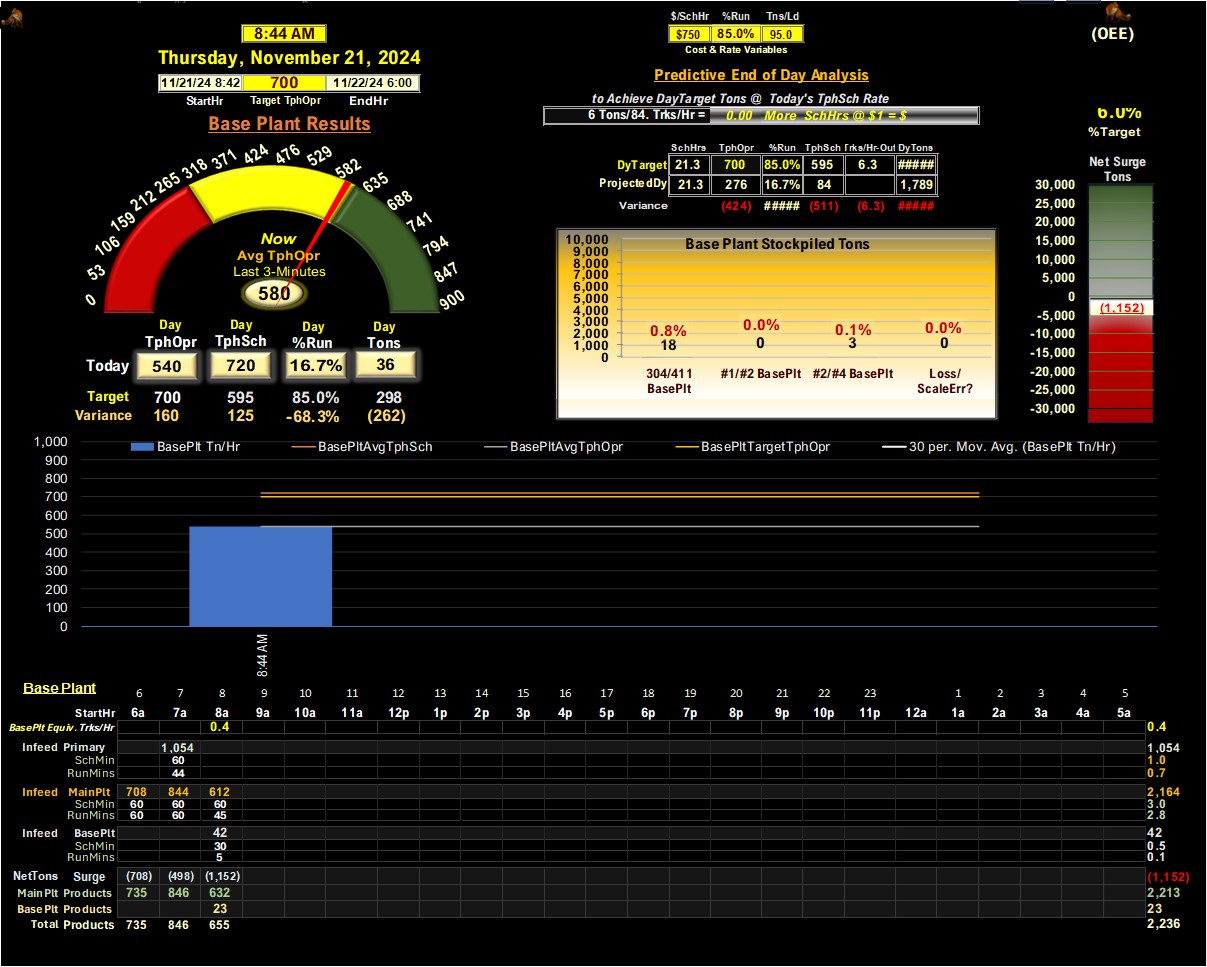 8:44 AM
Thursday, November 21, 2024
11/21/24 8:42 700 11/22/24 6:00
StartHr Target TphOpr EndHr
Base Plant Results
0 53 106 159 212 265 318 371 424 476 529 582 635 688 741 794 847 900
Now
Avg TphOpr
Last 3-Minutes
580
Day Day Day Day
TphOpr TphSch %Run Tons
Today 540 720 16.7% 36
Target 700 595 85.0% 298
Variance 160 125 -68.3% (262)
$/SchHr %Run Tns/Ld
$750 85.0% 95.0
Cost & Rate Variables
Predictive End of Day Analysis
to Achieve DayTarget Tons @ Today's TphSch Rate
6 Tons/84. Trks/Hr = 0.00 More SchHrs @ $1 = $
SchHrs TphOpr %Run TphSch Trks/Hr-Out DyTons
DyTarget 21.3 700 85.0% 595 6.3 #####
ProjectedDy 21.3 276 16.7% 84 1,789
Variance (424) ##### (511) (6.3) #####
Base Plant Stockpiled Tons
10,000
9,000
8,000
7,000
6,000
5,000
4,000
3,000
2,000
1,000
0
0.8% 0.0% 0.1% 0.0%
18 0 3 0
304/411 BasePlt
#1/#2 BasePlt
#2/#4 BasePlt
Loss/ ScaleErr?
(OEE)
6.0%
%Target
Net Surge
Tons
30,000
25,000
20,000
15,000
10,000
5,000
0
(1,152)
-5,000
-10,000
-15,000
-20,000
-25,000
-30,000
BasePlt Tn/Hr BasePltAvgTphSch BasePltAvgTphOpr BasePltTargetTphOpr 30 per. Mov. Avg. (BasePlt Tn/Hr)
1,000
900
800
700
600
500
400
300
200
100
0
8:44 AM
Base Plant 6 7 8 9 10 11 12 13 14 15 16 17 18 19 20 21 22 23 1 2 3 4 5
StartHr 6a 7a 8a 9a 10a 11a 12p 1p 2p 3p 4p 5p 6p 7p 8p 9p 10p 11p 12a 1a 2a 3a 4a 5a
BasePlt Equiv. Trks/Hr 0.4 0.4
Infeed Primary 1,054 1,054
SchMin 60 1.0
RunMins 44 0.7
Infeed MainPlt 708 844 612 2,164
SchMin 60 60 60 3.0
RunMins 60 60 45 2.8
Infeed BasePlt 42 42
SchMin 30 0.5
RunMins 5 0.1
NetTons Surge (708) (498) (1,152) (1,152)
MainPlt Products 735 846 632 2,213
BasePlt Products 23 23
Total Products 735 846 655 2,236